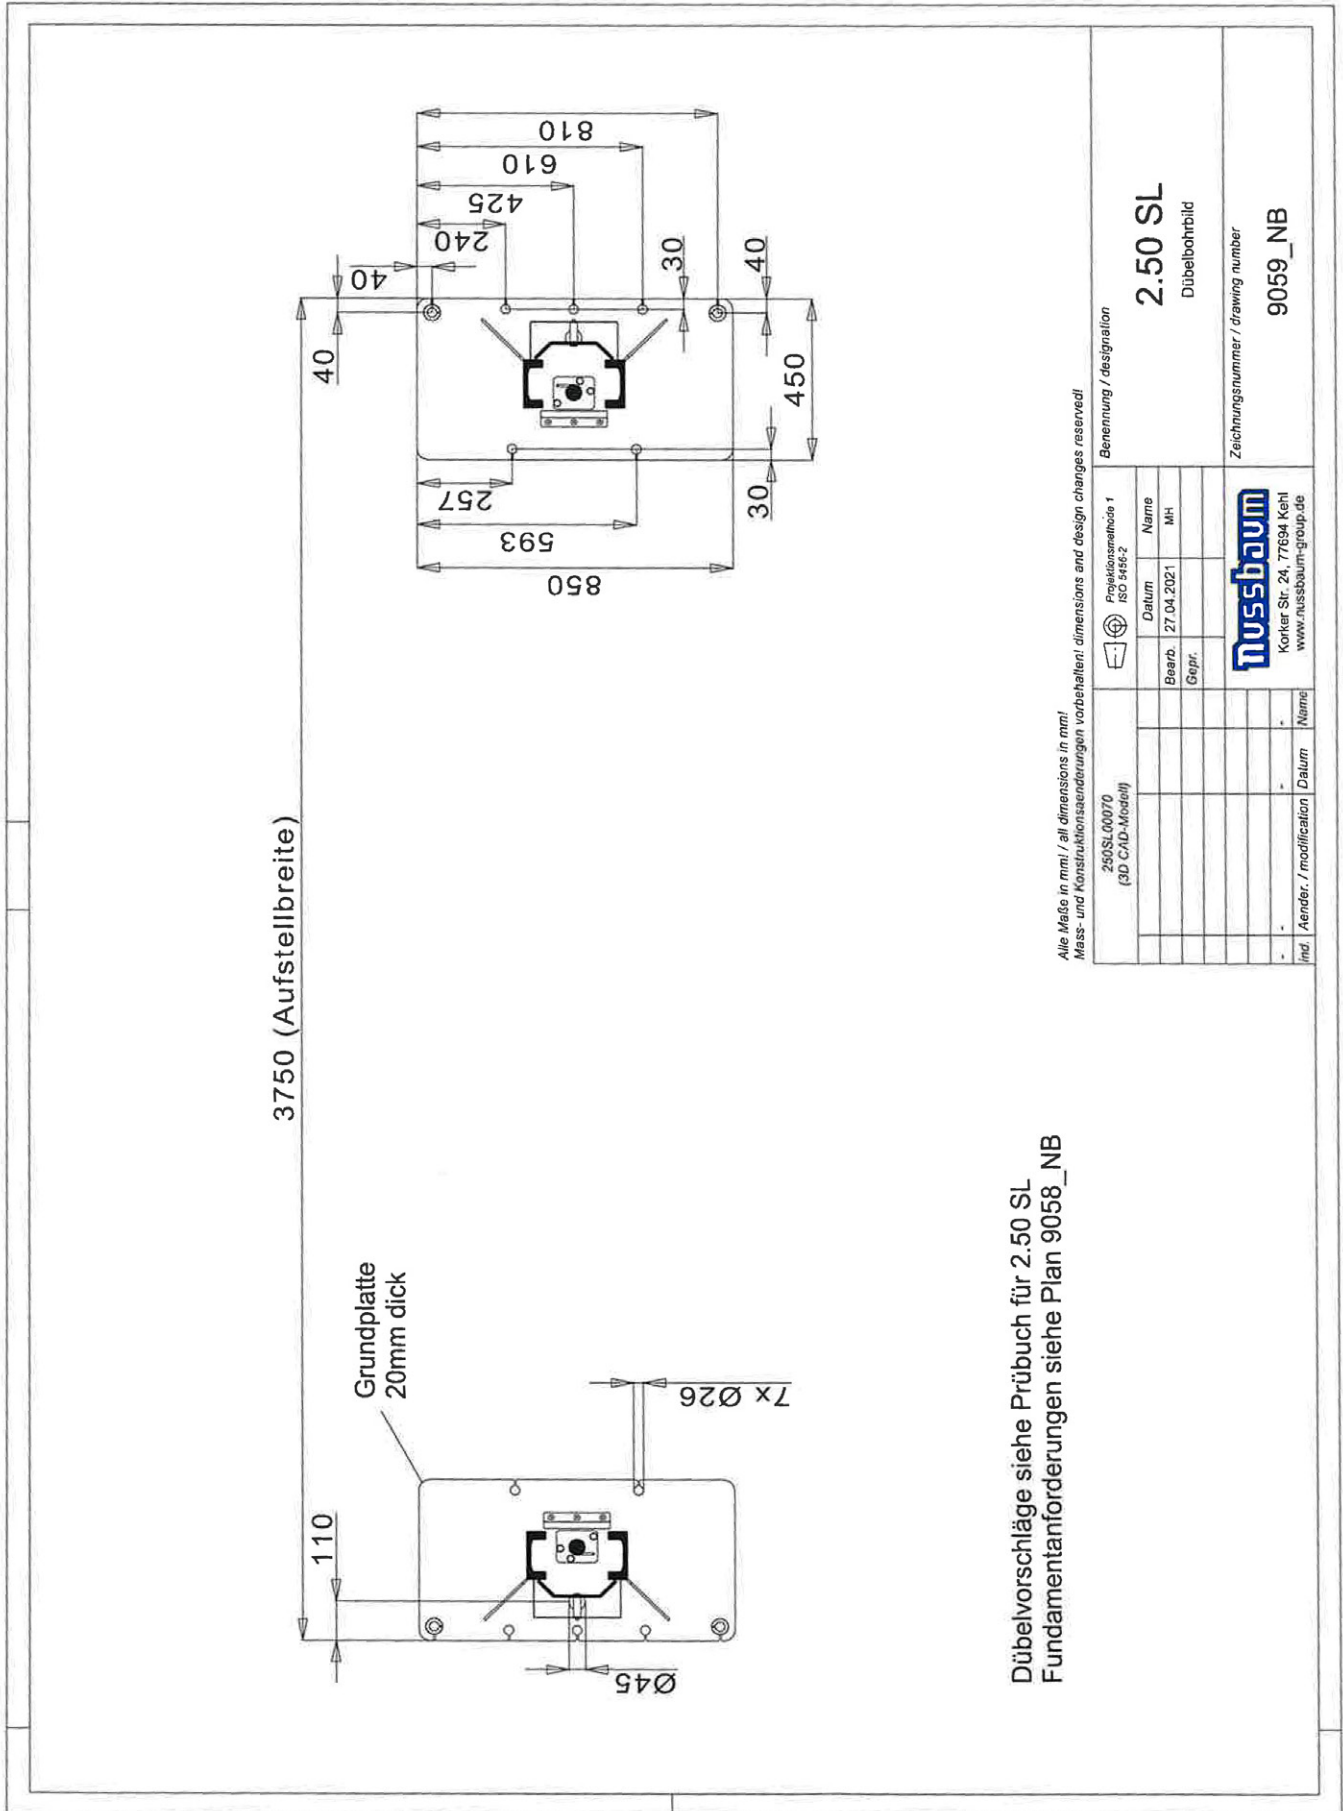 3750 (Aufstellbreite)
Grundplatte
20mm dick
110
Ø45
7x Ø26
40
40
240
425
610
810
30
40
450
30
257
593
850
Dübelvorschläge siehe Prübuch für 2.50 SL
Fundamentanforderungen siehe Plan 9058_NB
Alle Maße in mm! / all dimensions in mm!
Mass- und Konstruktionsaenderungen vorbehalten! dimensions and design changes reserved!
250SL00070
(3D CAD-Modell)
Projektionsmethode 1
ISO 5456-2
Benennung / designation
2.50 SL
Dübelbohrbild
Datum Name
Bearb. 27.04.2021 MH
Gepr.
nussbaum
Korker Str. 24, 77694 Kehl
www.nussbaum-group.de
Zeichnungsnummer / drawing number
9059_NB
- - - -
Ind. Aender. / modification Datum Name